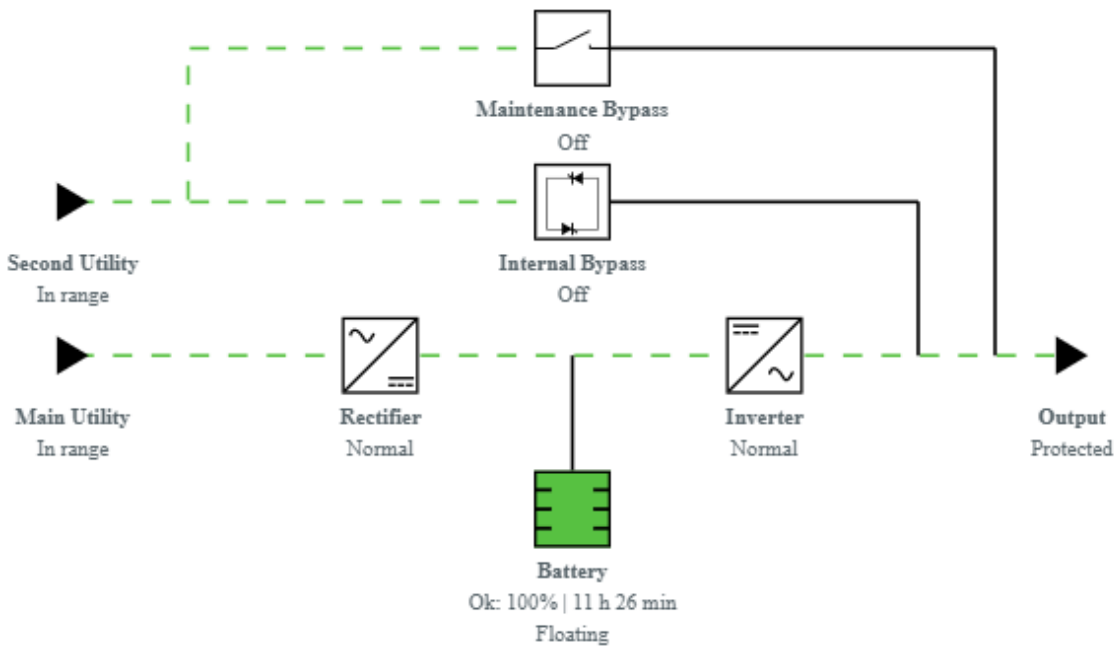 Maintenance Bypass
Off
Second Utility
In range
Internal Bypass
Off
Main Utility
In range
Rectifier
Normal
Inverter
Normal
Output
Protected
Battery
Ok: 100% | 11 h 26 min
Floating